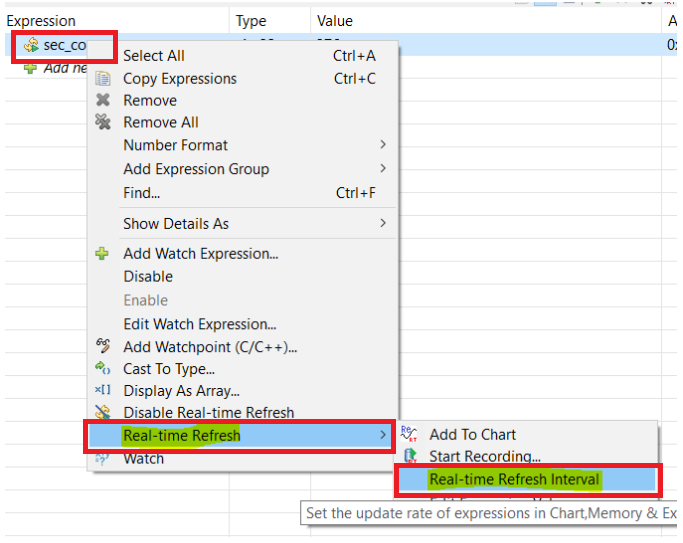 Expression Type Value A
sec_co
Add ne
Select All Ctrl+A
Copy Expressions Ctrl+C
Remove
Remove All
Number Format
Add Expression Group
Find... Ctrl+F
Show Details As
Add Watch Expression...
Disable
Enable
Edit Watch Expression...
Add Watchpoint (C/C++)...
Cast To Type...
Display As Array...
Disable Real-time Refresh
Real-time Refresh
Watch
Add To Chart
Start Recording...
Real-time Refresh Interval
Set the update rate of expressions in Chart,Memory & Ex